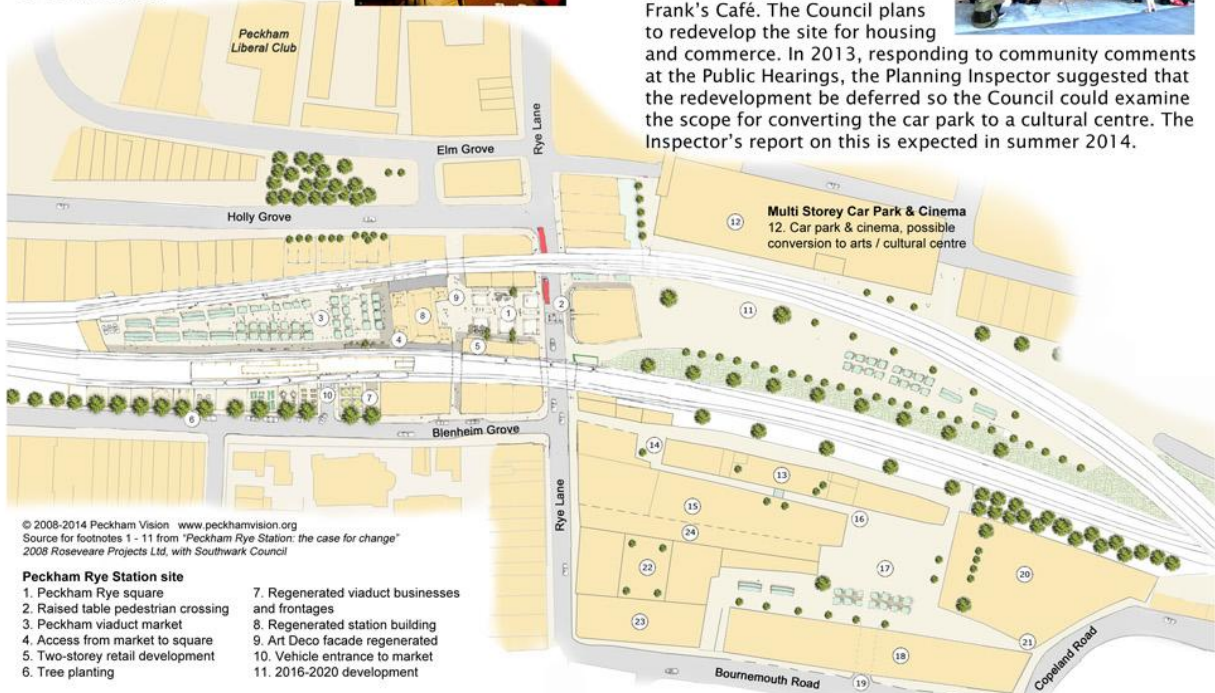 Frank's Café. The Council plans
to redevelop the site for housing
and commerce. In 2013, responding to community comments
at the Public Hearings, the Planning Inspector suggested that
the redevelopment be deferred so the Council could examine
the scope for converting the car park to a cultural centre. The
Inspector's report on this is expected in summer 2014.
Peckham
Liberal Club
Elm Grove
Rye Lane
Holly Grove
12
Multi Storey Car Park & Cinema
12. Car park & cinema, possible
conversion to arts / cultural
centre
9
1
2
3
8
11
4
5
10
7
6
Blenheim Grove
14
13
15
16
Rye Lane
24
22
17
20
23
18
21
19
Bournemouth Road
Copeland Road
© 2008-2014 Peckham Vision www.peckhamvision.org
Source for footnotes 1 - 11 from "Peckham Rye Station: the case for change"
2008 Roseveare Projects Ltd, with Southwark Council
Peckham Rye Station site
1. Peckham Rye square
2. Raised table pedestrian crossing
3. Peckham viaduct market
4. Access from market to square
5. Two-storey retail development
6. Tree planting
7. Regenerated viaduct businesses
and frontages
8. Regenerated station building
9. Art Deco facade regenerated
10. Vehicle entrance to market
11. 2016-2020 development